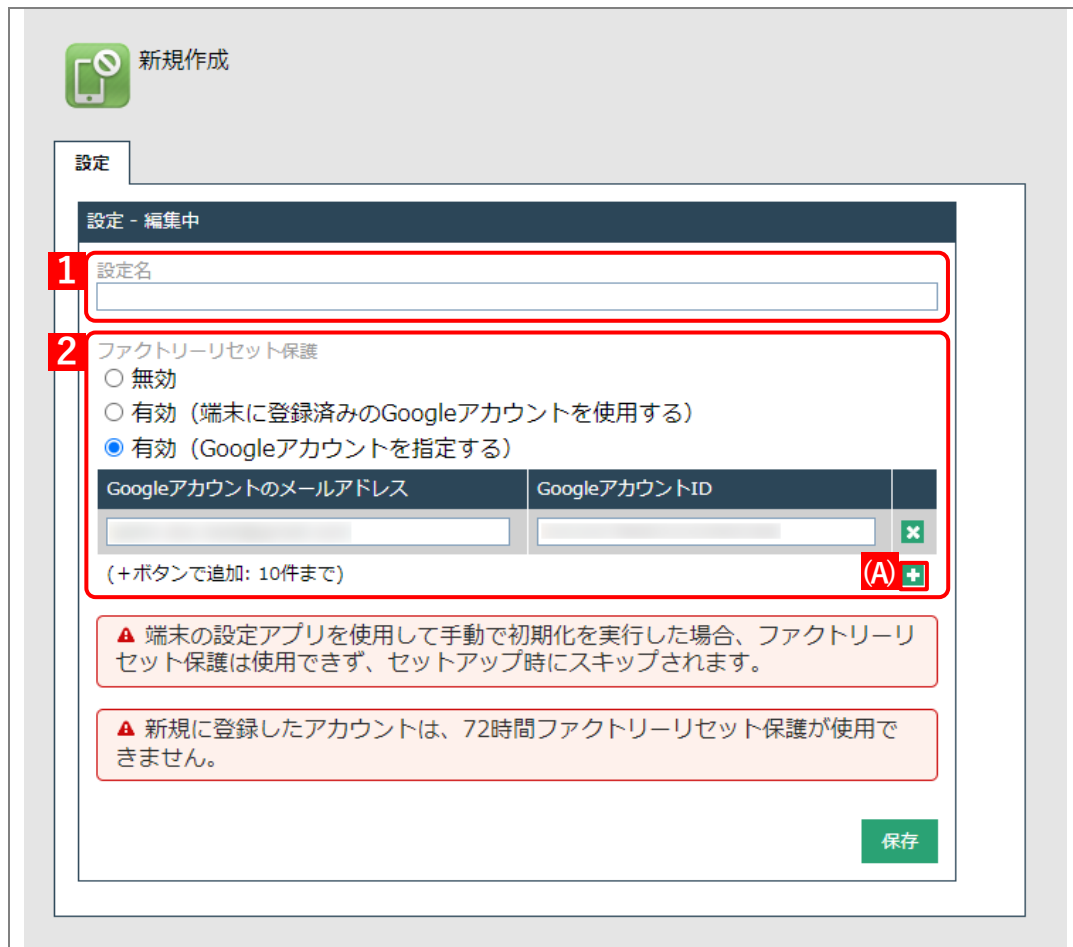 新規作成
設定
設定 - 編集中
1
設定名
2
ファクトリーリセット保護
無効
有効（端末に登録済みのGoogleアカウントを使用する）
有効（Googleアカウントを指定する）
Googleアカウントのメールアドレス GoogleアカウントID
(+ボタンで追加: 10件まで) (A)
端末の設定アプリを使用して手動で初期化を実行した場合、ファクトリーリ
セット保護は使用できず、セットアップ時にスキップされます。
新規に登録したアカウントは、72時間ファクトリーリセット保護が使用で
きません。
保存